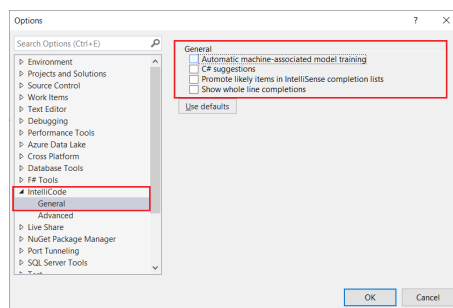 Options
? ×
Search Options (Ctrl+E)
Environment
Projects and Solutions
Source Control
Work Items
Text Editor
Debugging
Performance Tools
Azure Data Lake
Cross Platform
Database Tools
F# Tools
IntelliCode
General
Advanced
Live Share
NuGet Package Manager
Port Tunneling
SQL Server Tools
General
Automatic machine-associated model training
C# suggestions
Promote likely items in IntelliSense completion lists
Show whole line completions
Use defaults
OK Cancel